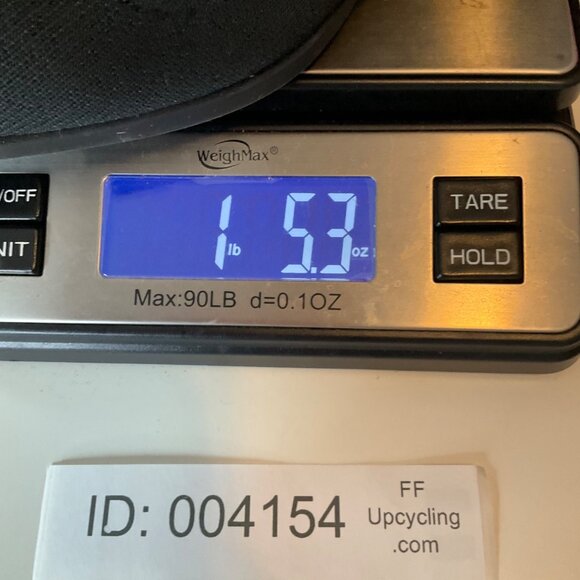 WeighMax®
/OFF
NIT
1 lb 5.3 oz
TARE
HOLD
Max:90LB d=0.1OZ
ID: 004154
FF
Upcycling
.com